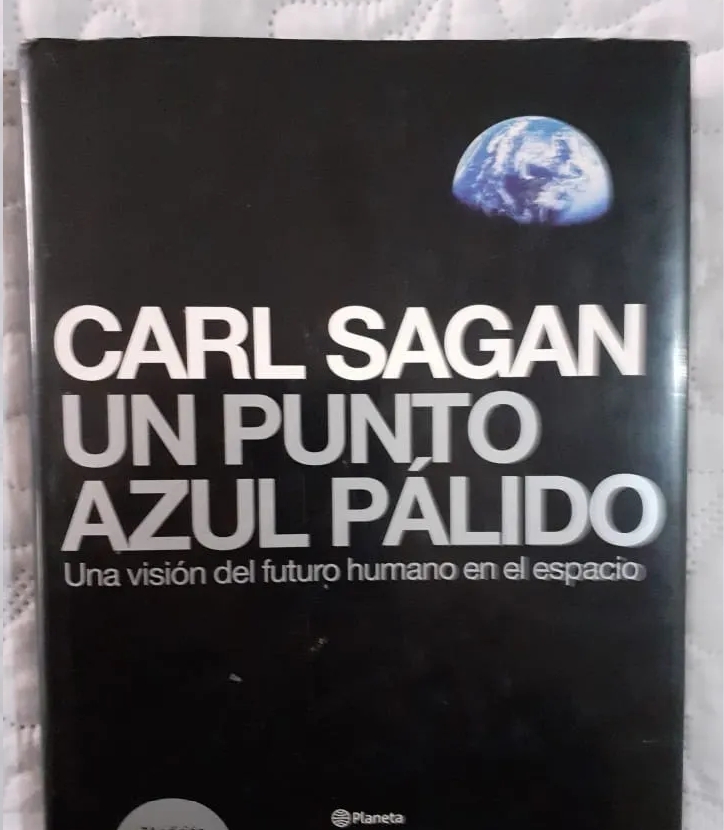 CARL SAGAN
UN PUNTO
AZUL PÁLIDO
Una visión del futuro humano en el espacio
Planeta